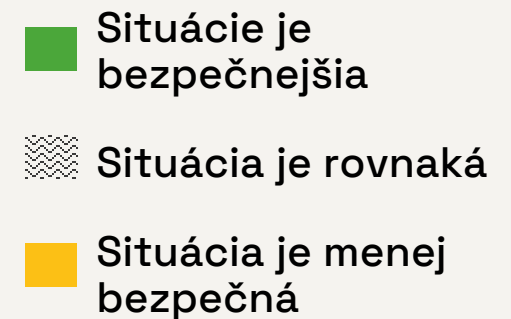 Situácie je
bezpečnejšia
Situácia je rovnaká
Situácia je menej
bezpečná